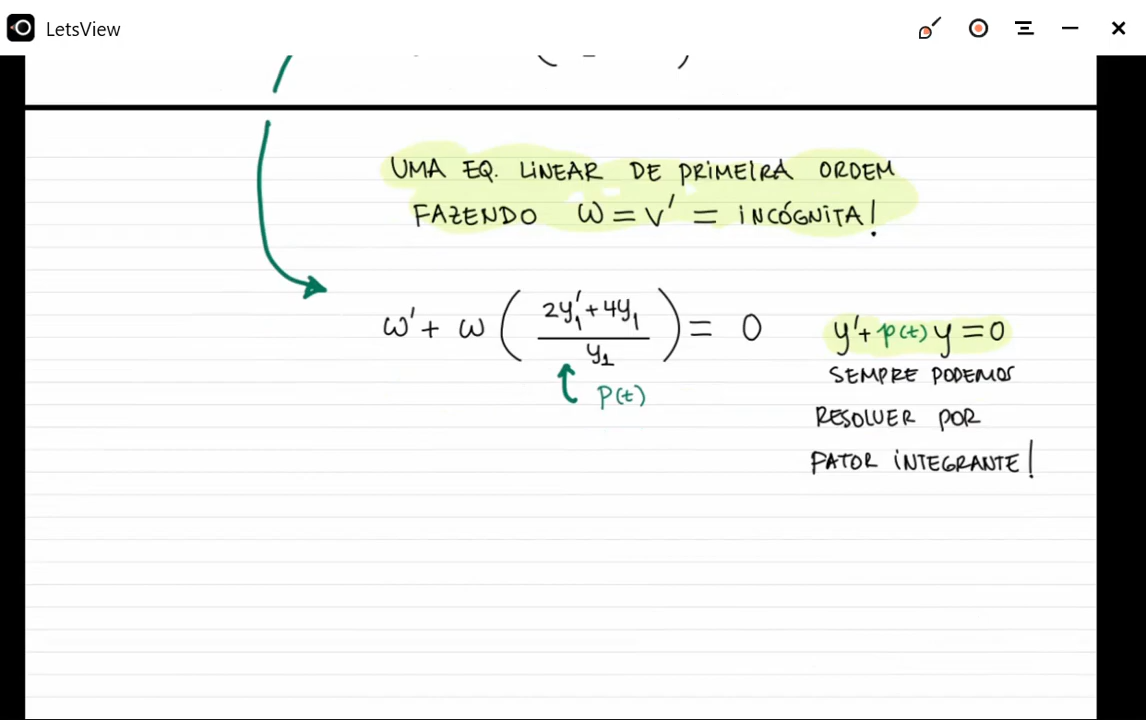 LetsView
UMA EQ. LINEAR DE PRIMEIRA ORDEM
FAZENDO ω = v' = INCÓGNITA!
ω' + ω ( (2y₁' + 4y₁) / y₁ ) = 0
P(t)
y' + p(t) y = 0
SEMPRE PODEMOS
RESOLVER POR
FATOR INTEGRANTE!